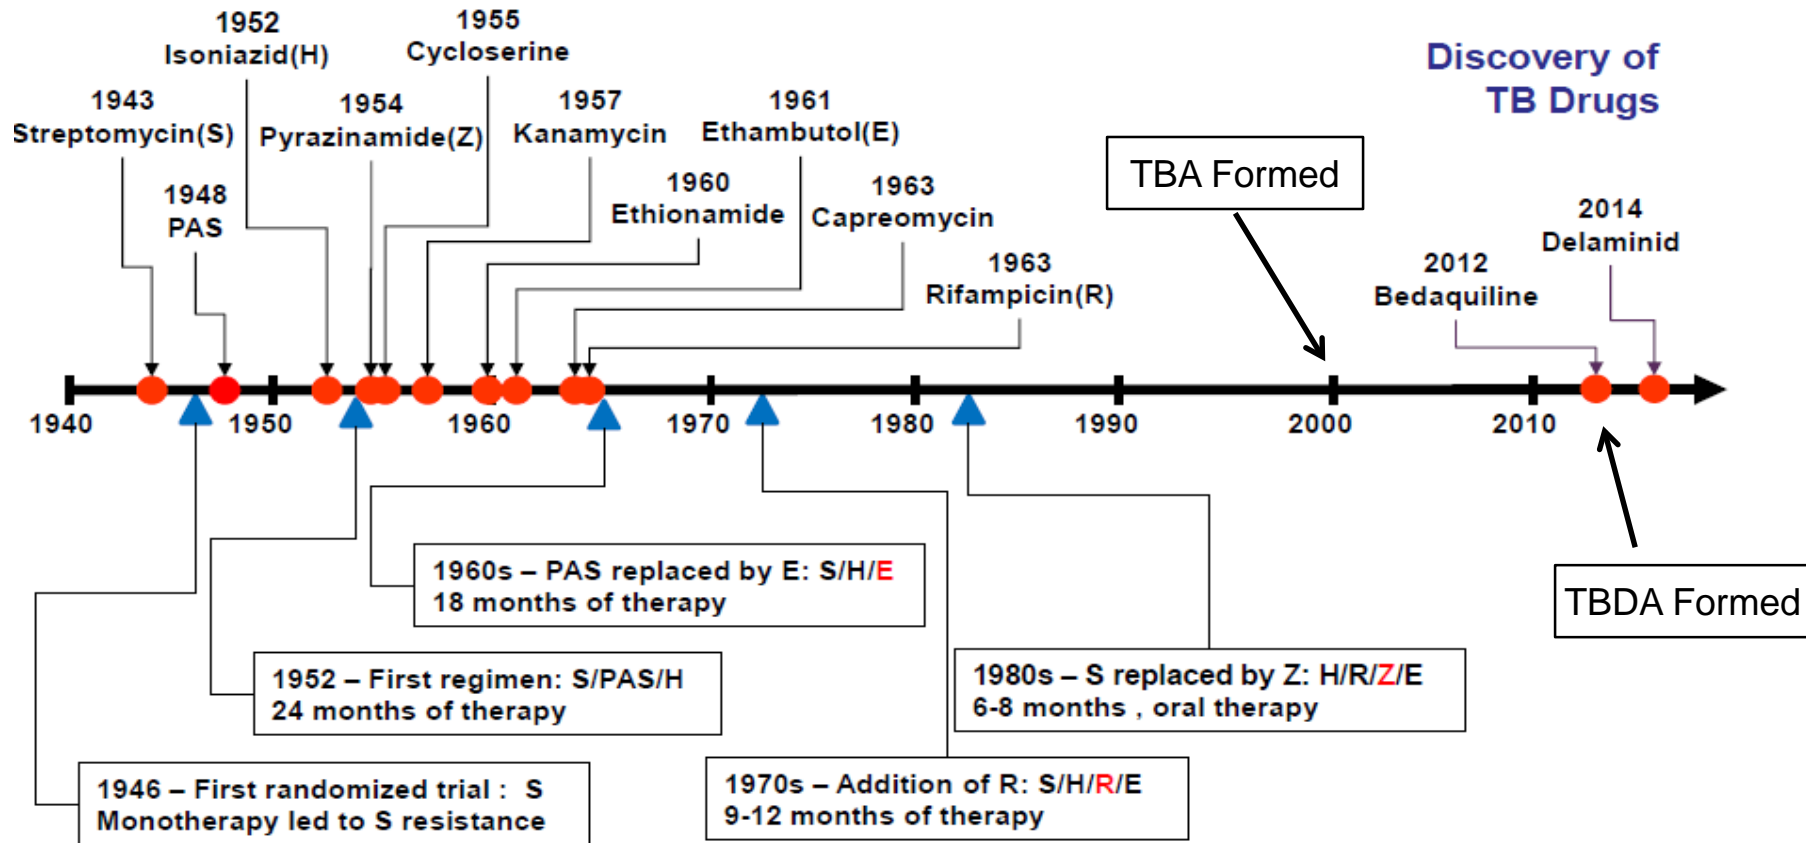 Discovery of
TB Drugs
1943
Streptomycin(S)
1948
PAS
1952
Isoniazid(H)
1954
Pyrazinamide(Z)
1955
Cycloserine
1957
Kanamycin
1960
Ethionamide
1961
Ethambutol(E)
1963
Capreomycin
1963
Rifampicin(R)
TBA Formed
2012
Bedaquiline
2014
Delaminid
1940
1950
1960
1970
1980
1990
2000
2010
TBDA Formed
1960s – PAS replaced by E: S/H/E
18 months of therapy
1952 – First regimen: S/PAS/H
24 months of therapy
1946 – First randomized trial : S
Monotherapy led to S resistance
1980s – S replaced by Z: H/R/Z/E
6-8 months , oral therapy
1970s – Addition of R: S/H/R/E
9-12 months of therapy